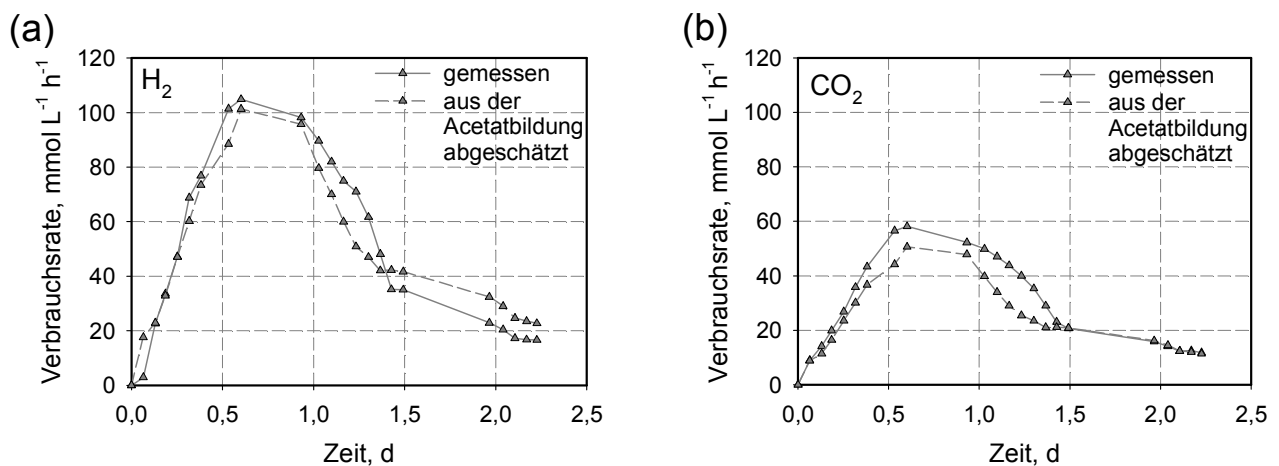 (a)
120
100
80
60
40
20
0
Verbrauchsrate, mmol L⁻¹ h⁻¹
H₂
gemessen
aus der
Acetatbildung
abgeschätzt
0,0 0,5 1,0 1,5 2,0 2,5
Zeit, d
(b)
120
100
80
60
40
20
0
Verbrauchsrate, mmol L⁻¹ h⁻¹
CO₂
gemessen
aus der
Acetatbildung
abgeschätzt
0,0 0,5 1,0 1,5 2,0 2,5
Zeit, d